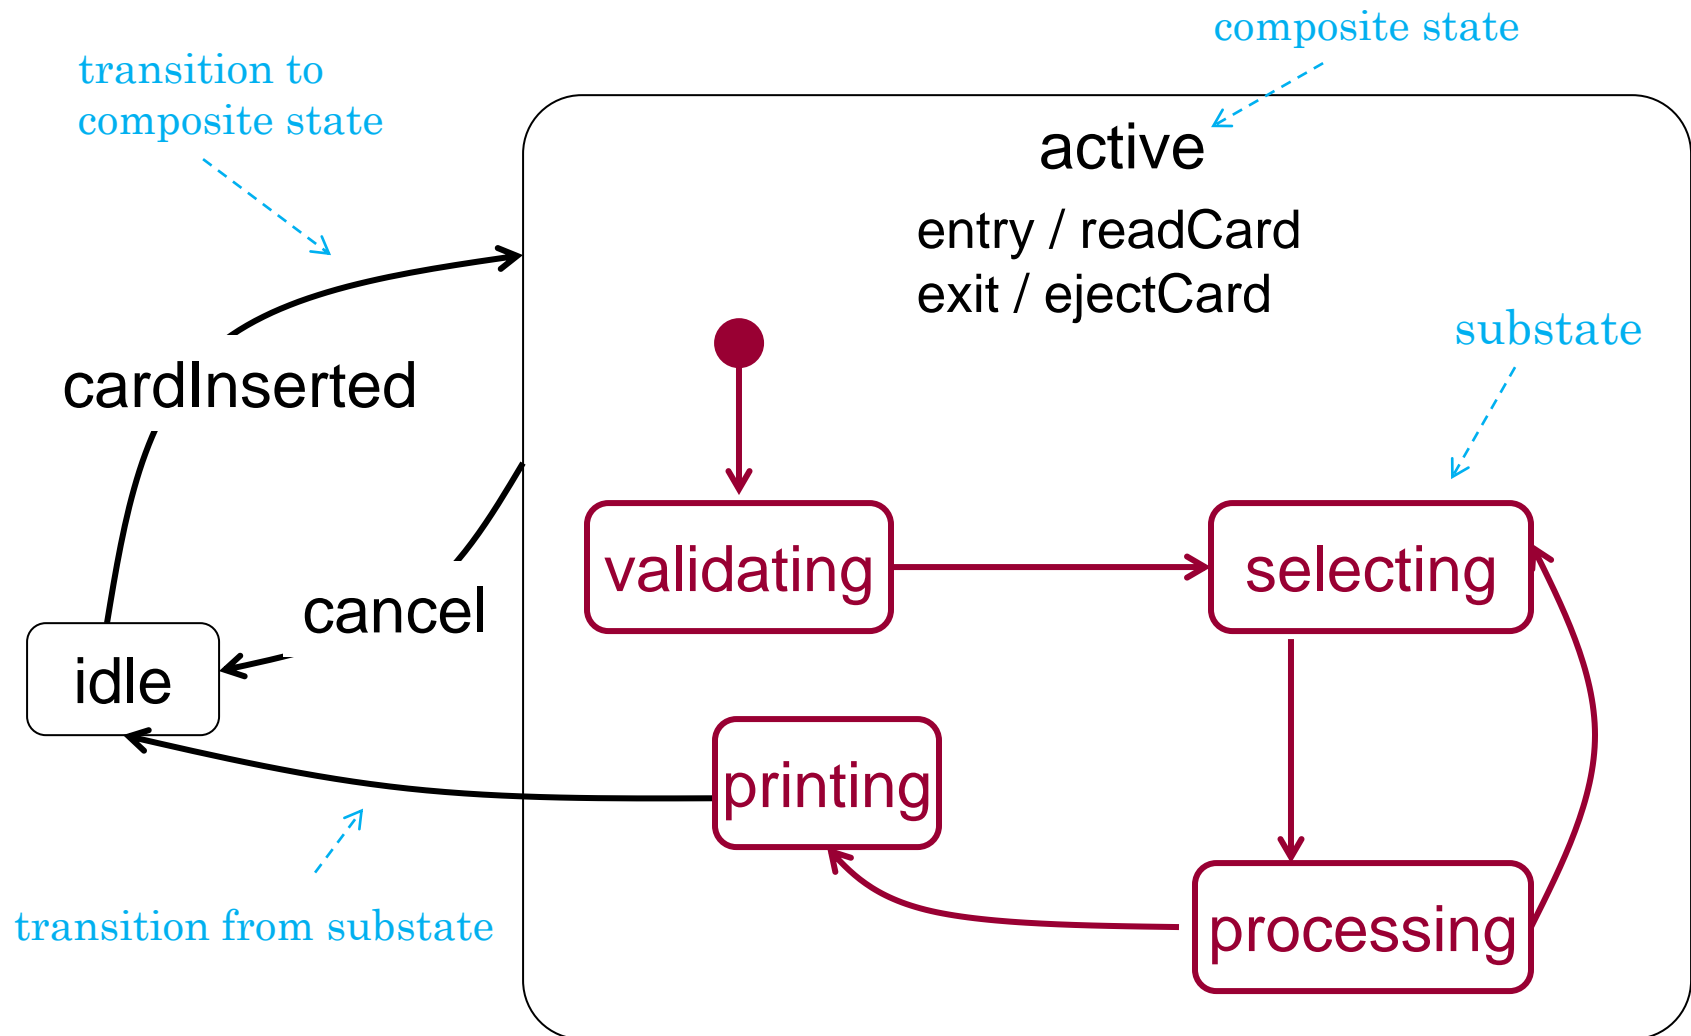 composite state
transition to
composite state
active
entry / readCard
exit / ejectCard
substate
cardInserted
validating
selecting
cancel
idle
printing
transition from substate
processing